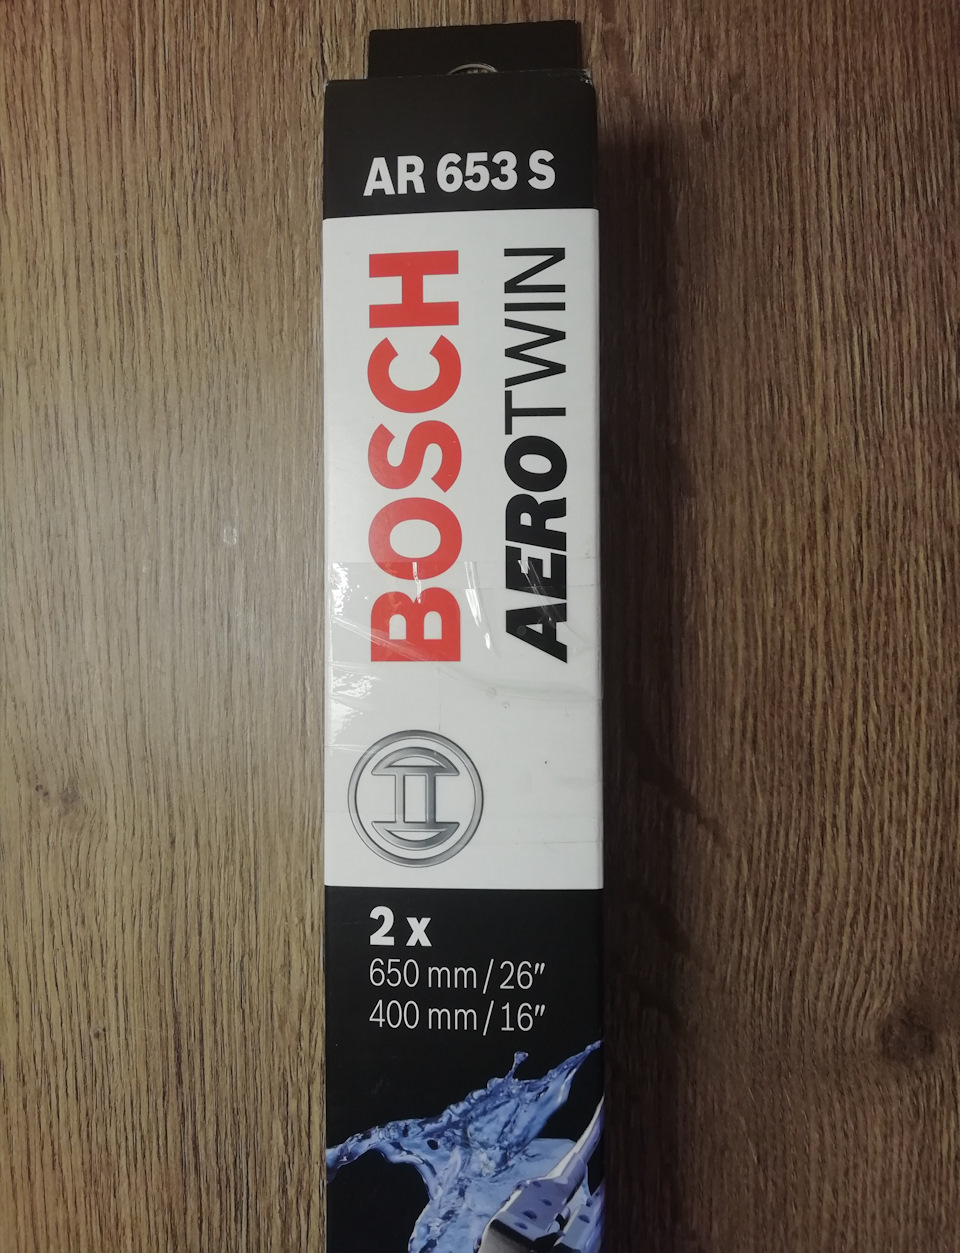 AR 653 S
BOSCH
AEROTWIN
2 x
650 mm / 26"
400 mm / 16"